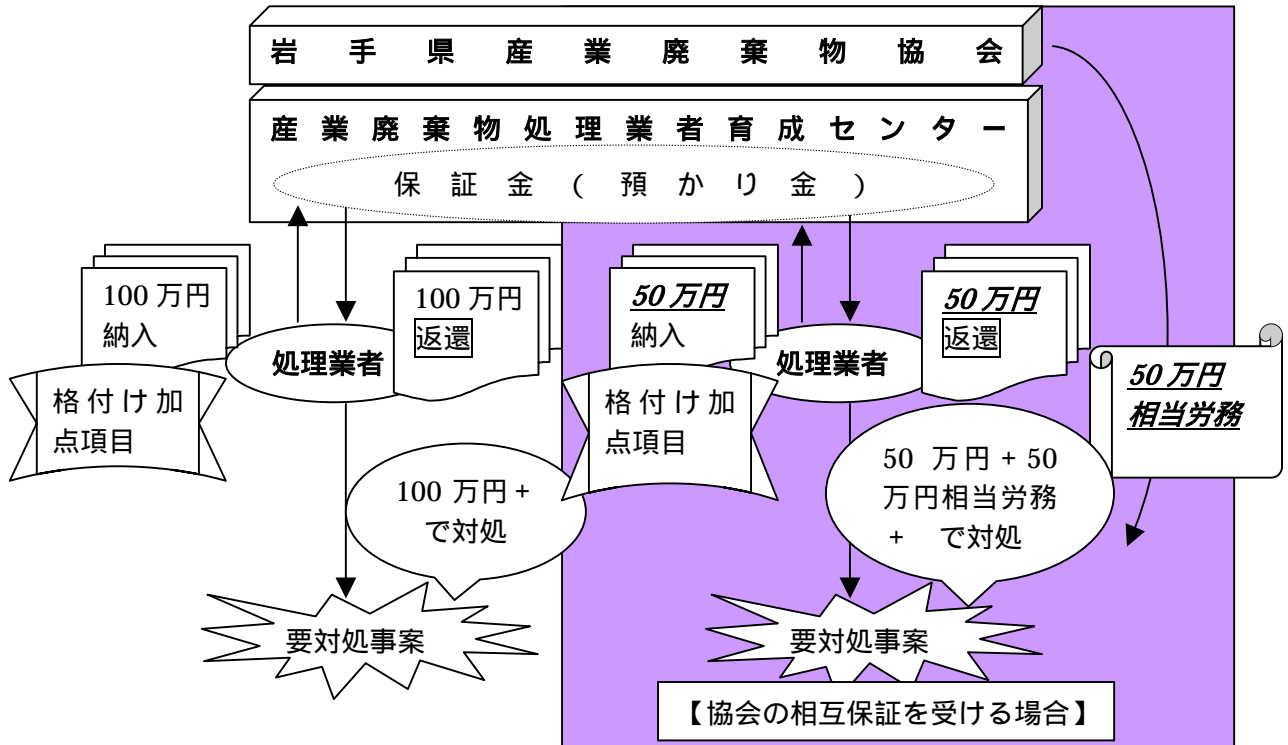 岩手県産業廃棄物協会
産業廃棄物処理業者育成センター
保証金(預かり金)
100万円
納入
処理業者
100万円
返還
格付け加
点項目
100万円+
で対処
要対処事案
50万円
納入
処理業者
50万円
返還
格付け加
点項目
50万円
相当労務
50万円+50
万円相当労務
+ で対処
要対処事案
【協会の相互保証を受ける場合】